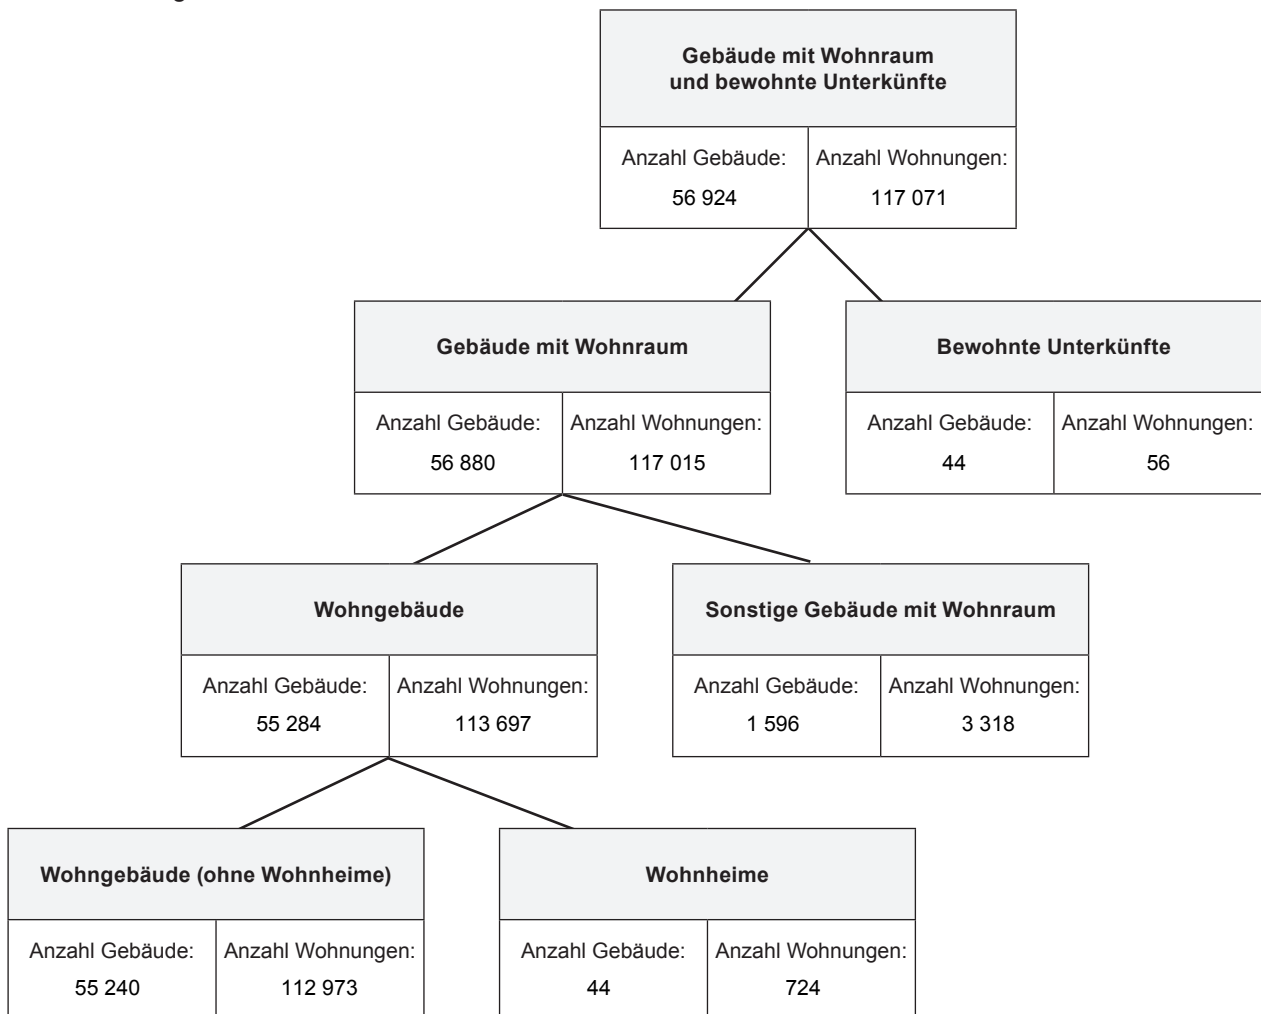 Gebäude mit Wohnraum
und bewohnte Unterkünfte
Anzahl Gebäude: Anzahl Wohnungen:
56 924 117 071
Gebäude mit Wohnraum Bewohnte Unterkünfte
Anzahl Gebäude: Anzahl Wohnungen: Anzahl Gebäude: Anzahl Wohnungen:
56 880 117 015 44 56
Wohngebäude Sonstige Gebäude mit Wohnraum
Anzahl Gebäude: Anzahl Wohnungen: Anzahl Gebäude: Anzahl Wohnungen:
55 284 113 697 1 596 3 318
Wohngebäude (ohne Wohnheime) Wohnheime
Anzahl Gebäude: Anzahl Wohnungen: Anzahl Gebäude: Anzahl Wohnungen:
55 240 112 973 44 724